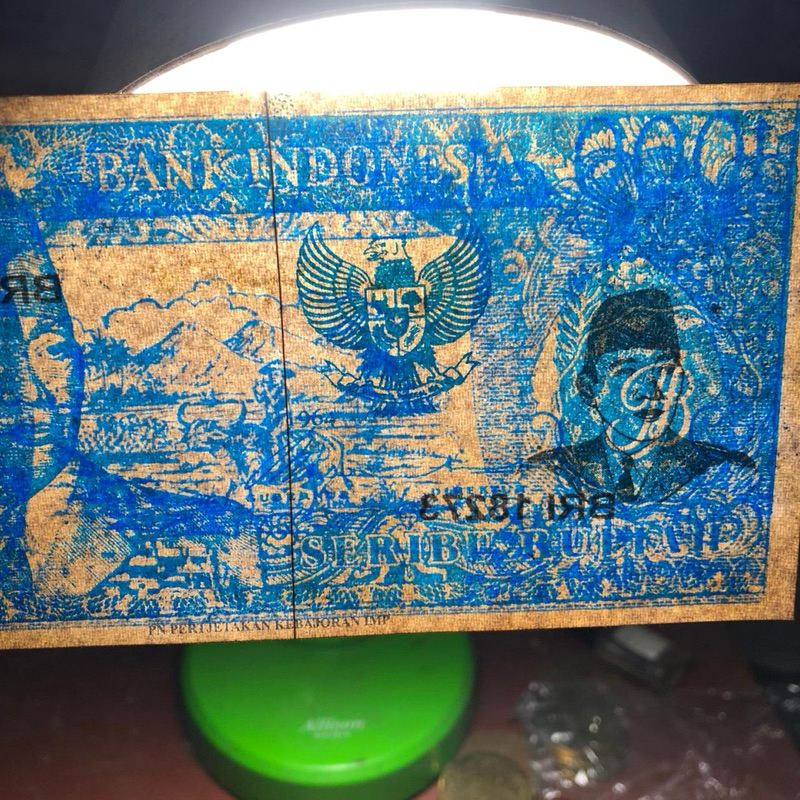 BANK INDONESIA
BRI 18273
SERIBU RUPIAH
PN PERTJETAKAN KEBAJORAN IMP